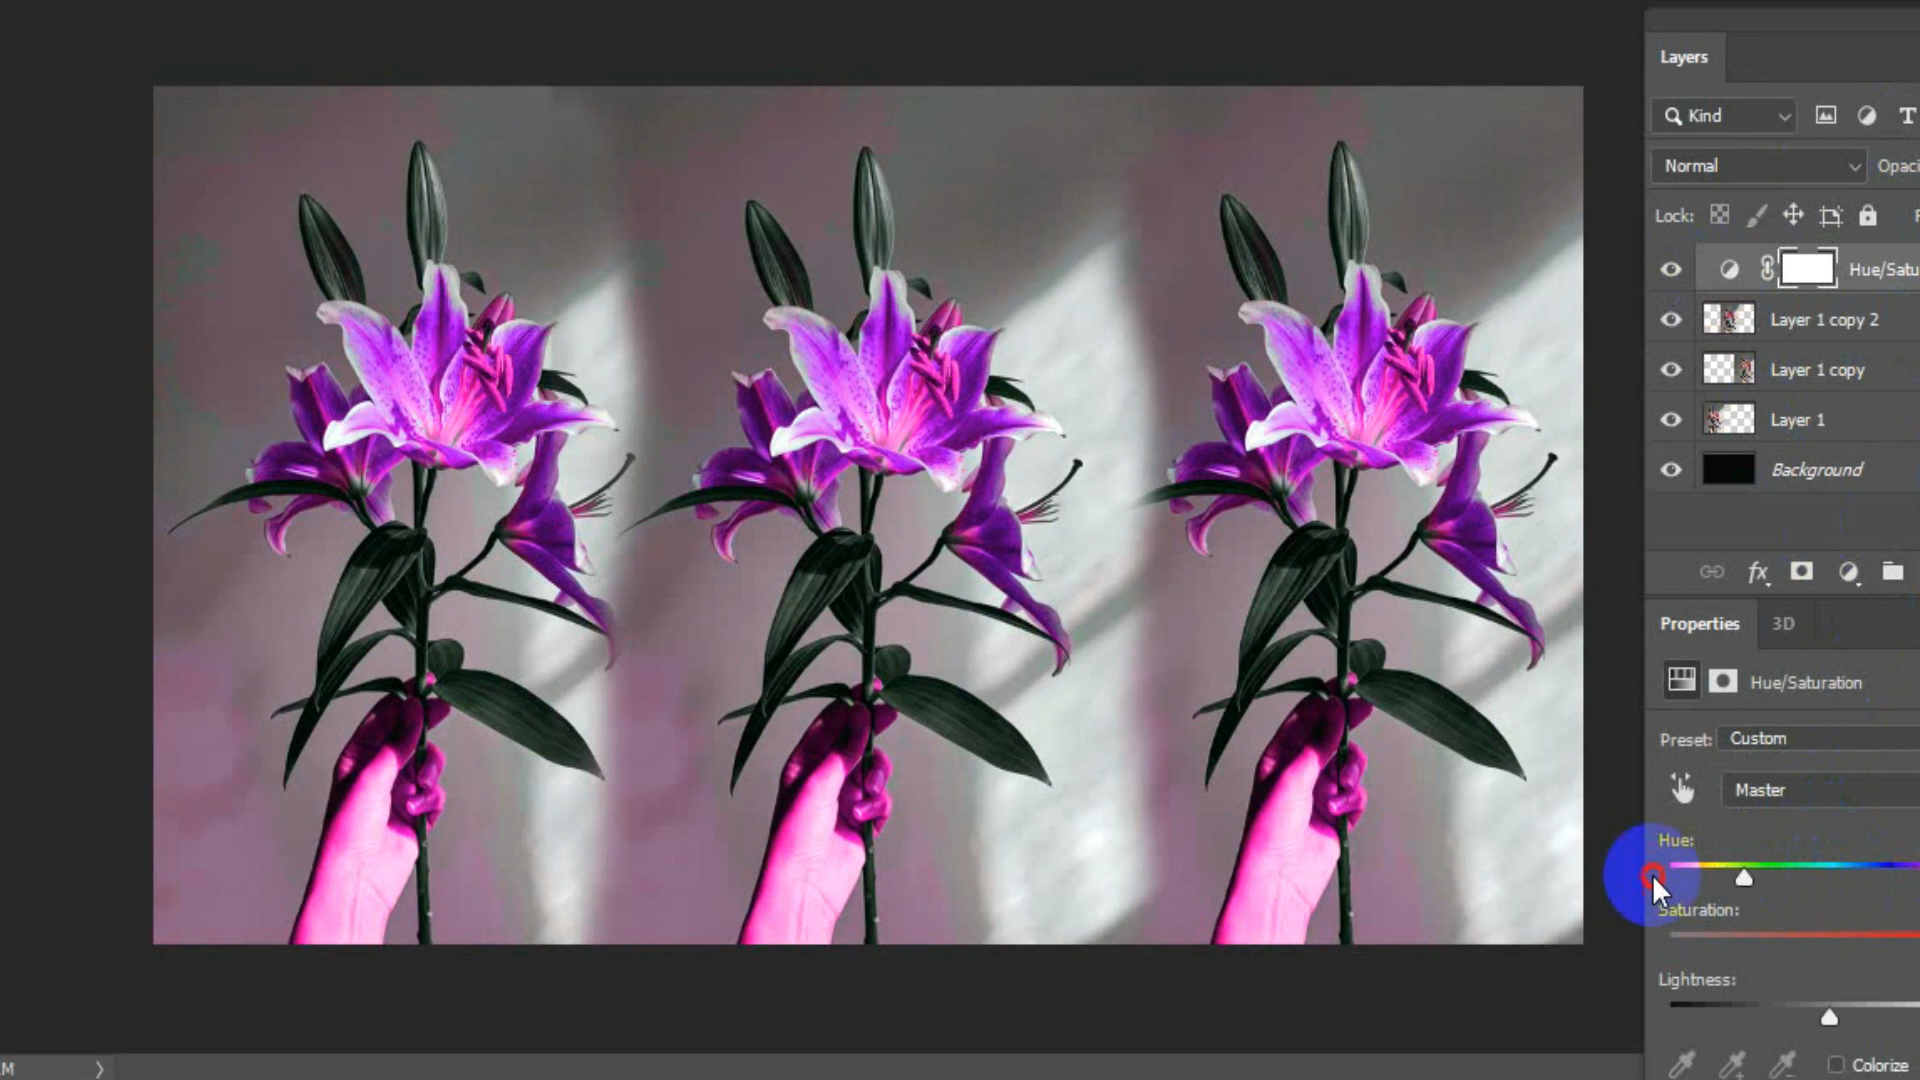 Layers
Kind
T
Normal
Opaci
Lock:
F
Hue/Satu
Layer 1 copy 2
Layer 1 copy
Layer 1
Background
fx
Properties 3D
Hue/Saturation
Preset: Custom
Master
Hue:
Saturation:
Lightness:
Colorize
M